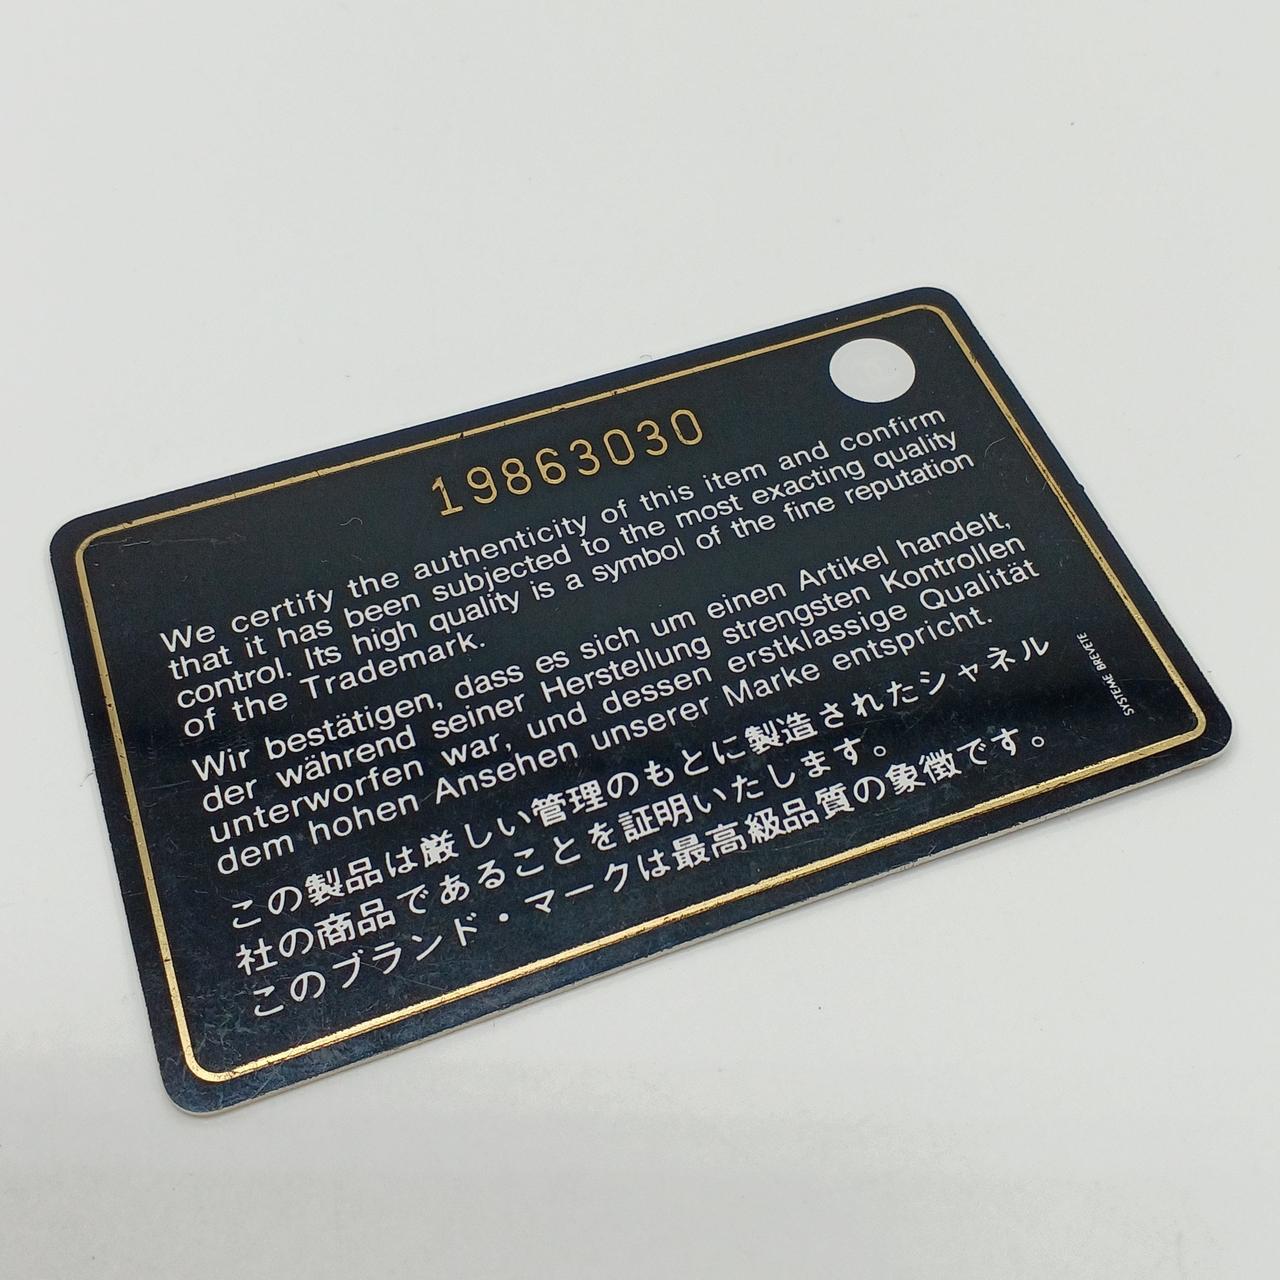 19863030
We certify the authenticity of this item and confirm
that it has been subjected to the most exacting quality
control. Its high quality is a symbol of the fine reputation
of the Trademark.
Wir bestätigen, dass es sich um einen Artikel handelt,
der während seiner Herstellung strengsten Kontrollen
unterworfen war, und dessen erstklassige Qualität
dem hohen Ansehen unserer Marke entspricht.
この製品は厳しい管理のもとに製造されたシャネル
社の商品であることを証明いたします。
このブランド・マークは最高級品質の象徴です。
SYSTEME BREVETE